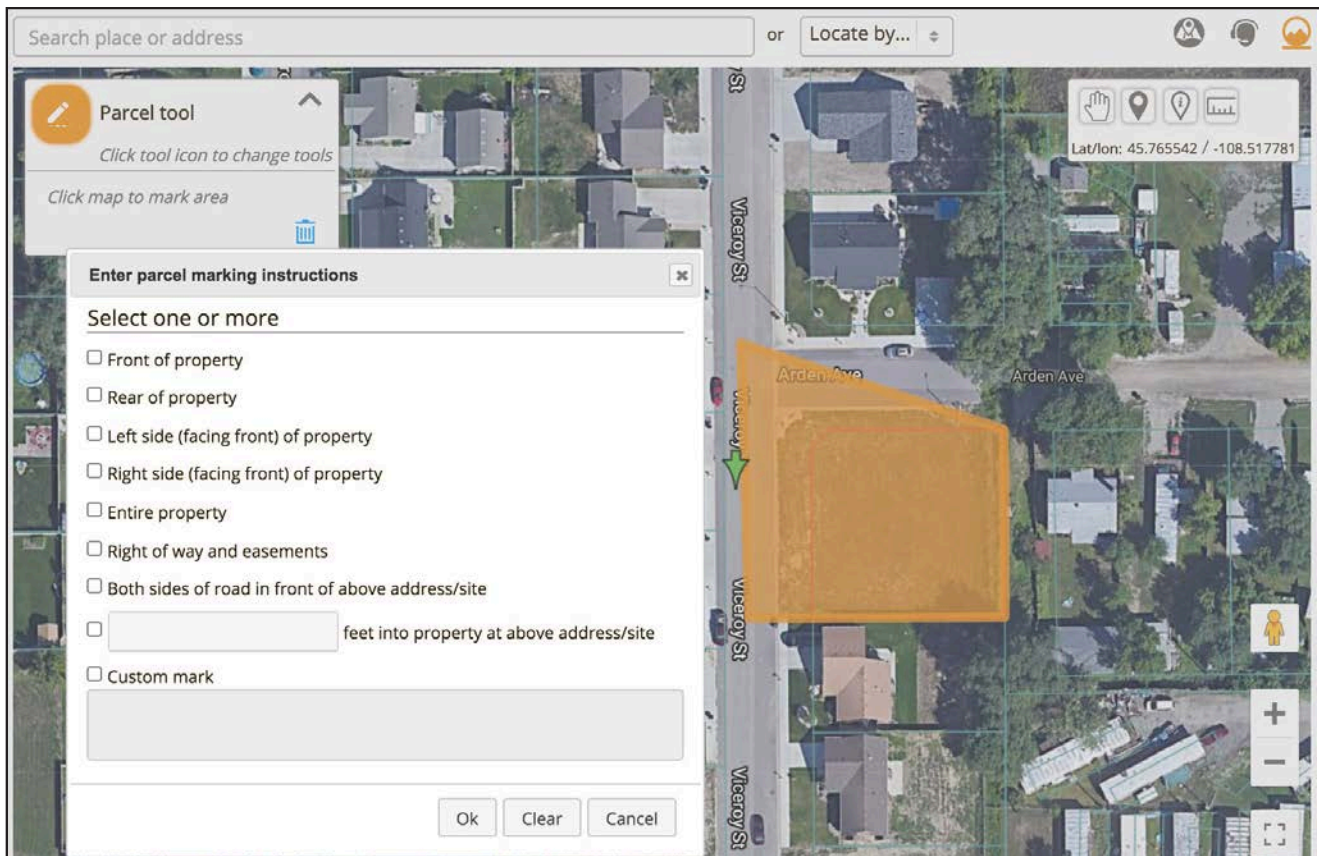 Search place or address
or
Locate by...
Parcel tool
Click tool icon to change tools
Click map to mark area
Lat/lon: 45.765542 / -108.517781
Enter parcel marking instructions
Select one or more
Front of property
Rear of property
Left side (facing front) of property
Right side (facing front) of property
Entire property
Right of way and easements
Both sides of road in front of above address/site
feet into property at above address/site
Custom mark
Ok
Clear
Cancel
y St
Viceroy St
Arden Ave
Arden Ave
Viceroy
Viceroy St
Viceroy St